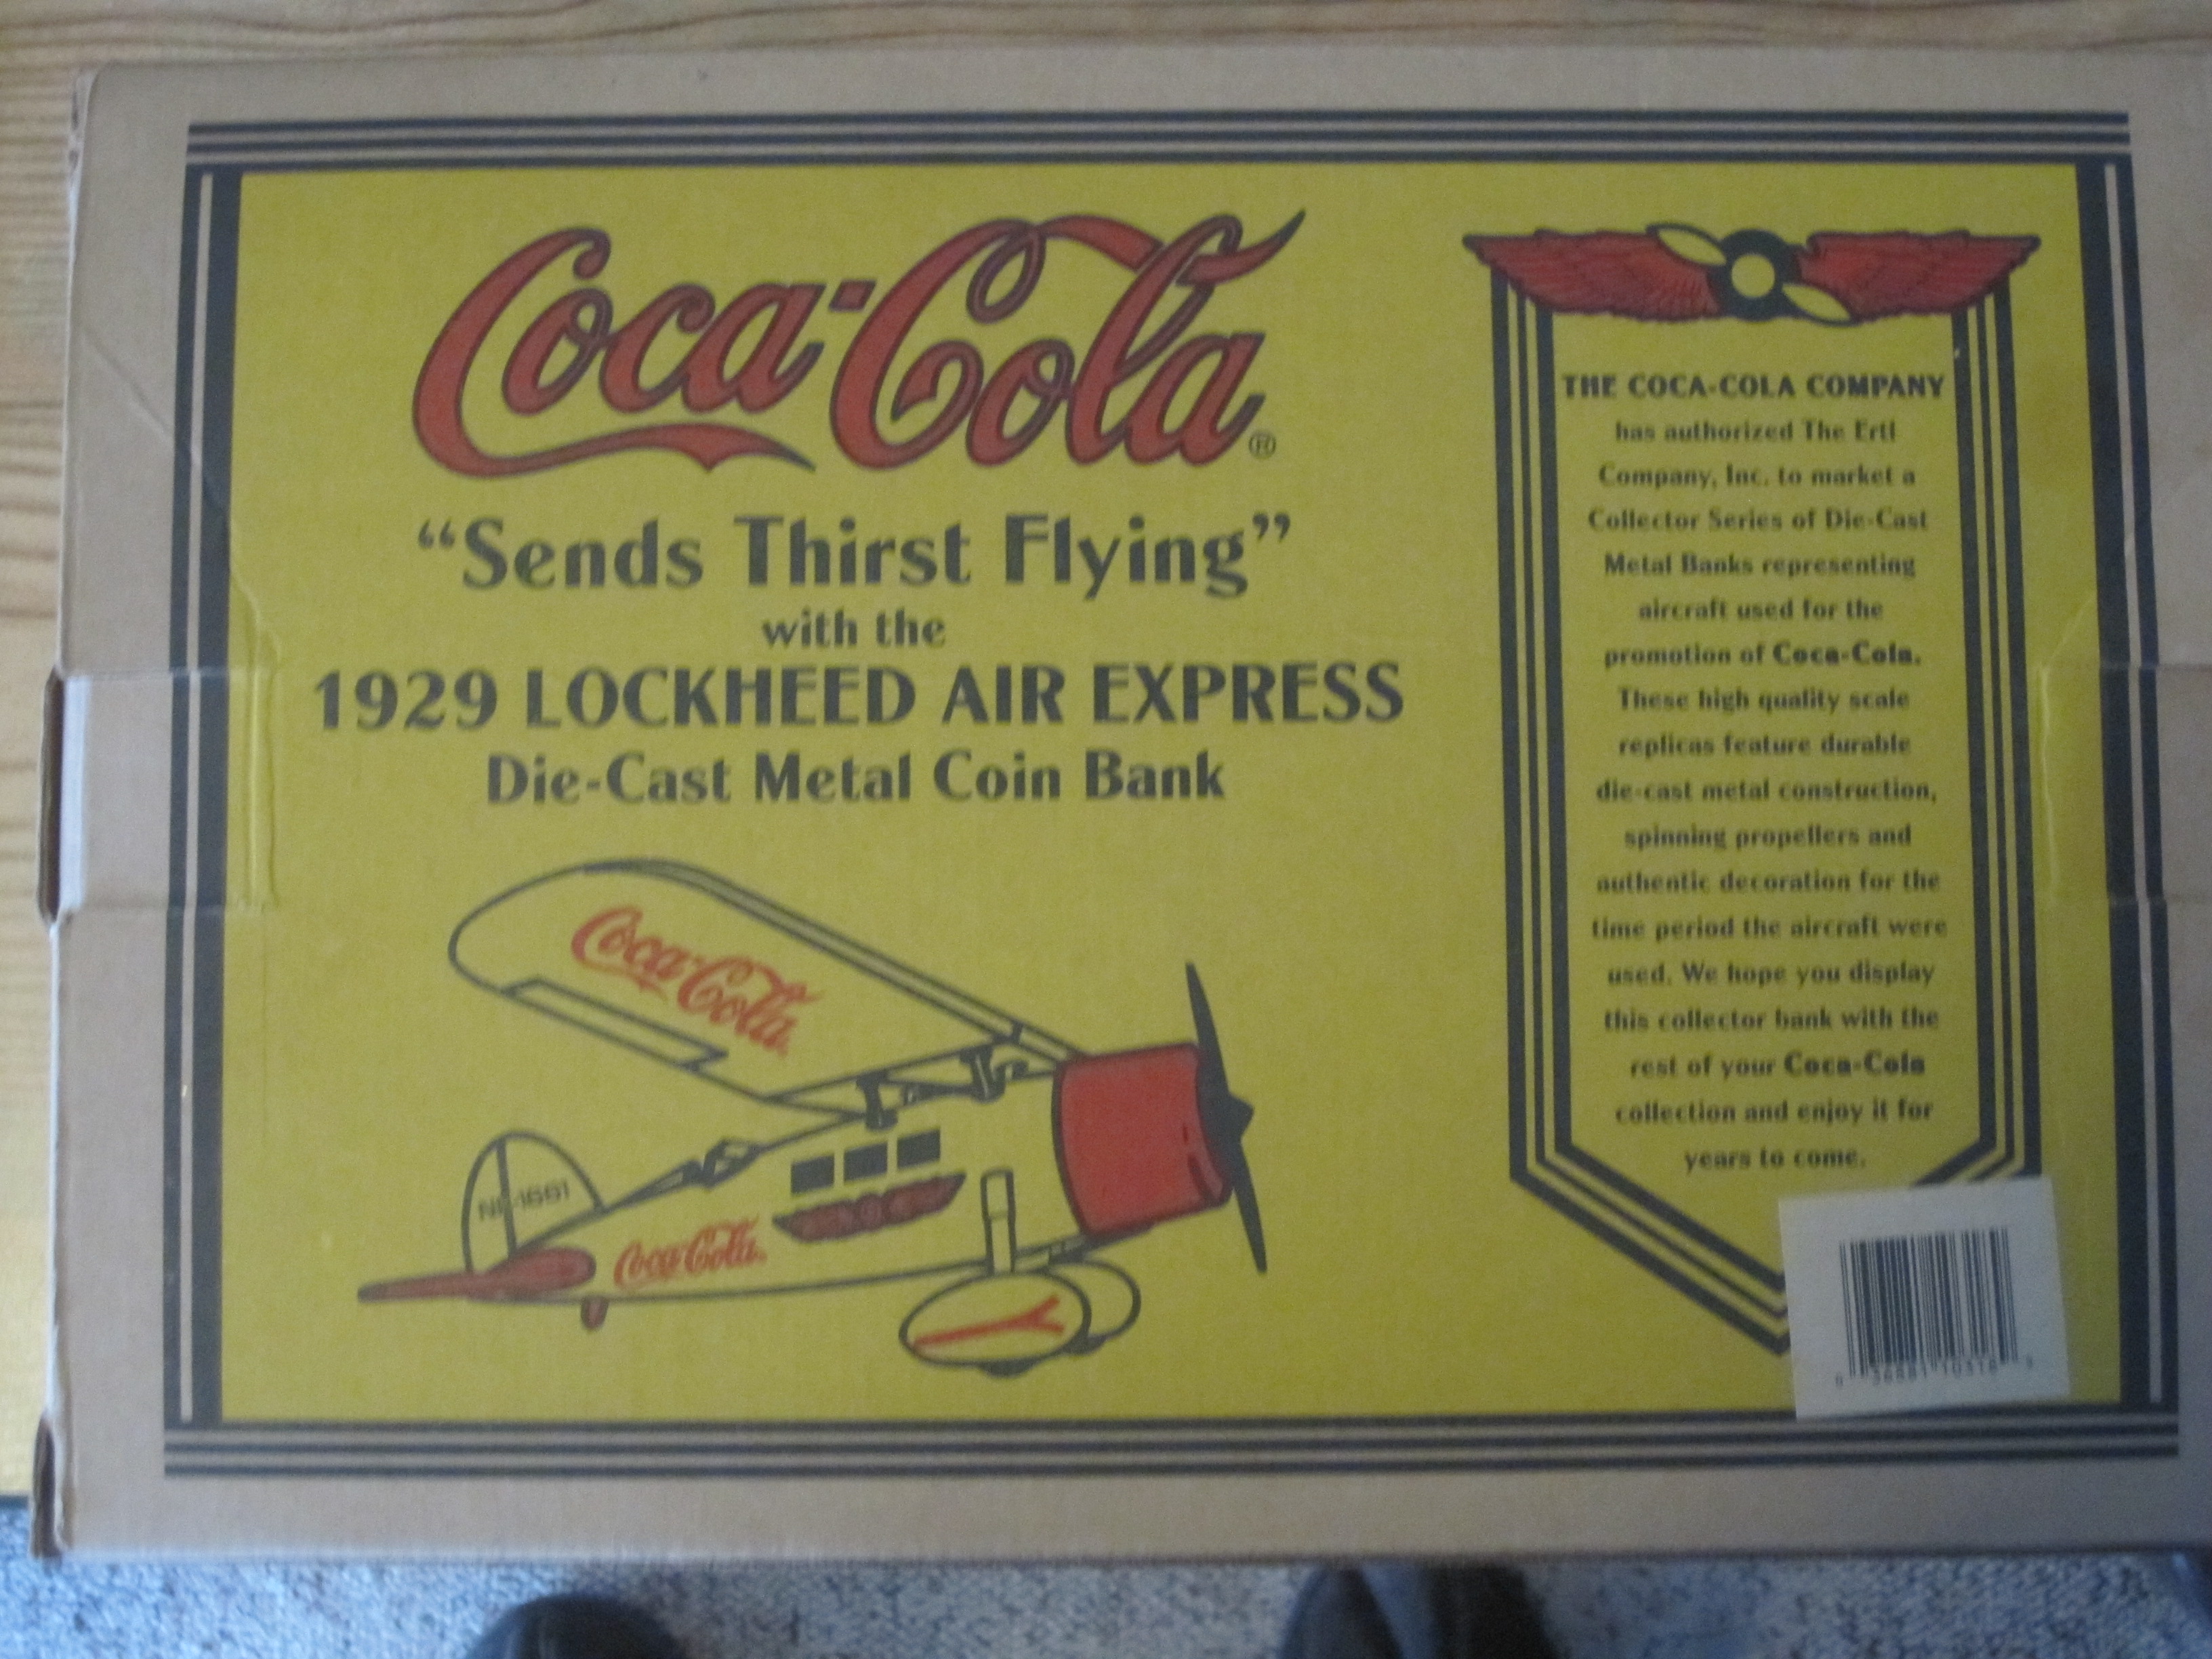 Coca-Cola®
“Sends Thirst Flying”
with the
1929 LOCKHEED AIR EXPRESS
Die-Cast Metal Coin Bank
Coca-Cola
Coca-Cola
THE COCA-COLA COMPANY
has authorized The Ertl
Company, Inc. to market a
Collector Series of Die-Cast
Metal Banks representing
aircraft used for the
promotion of Coca-Cola.
These high quality scale
replicas feature durable
die-cast metal construction,
spinning propellers and
authentic decoration for the
time period the aircraft were
used. We hope you display
this collector bank with the
rest of your Coca-Cola
collection and enjoy it for
years to come.